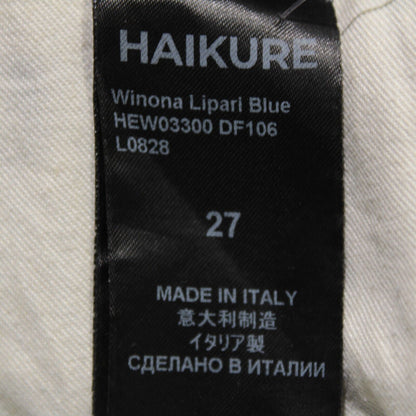 HAIKURE
Winona Lipari Blue
HEW03300 DF106
L0828
27
MADE IN ITALY
意大利制造
イタリア製
СДЕЛАНО В ИТАЛИИ